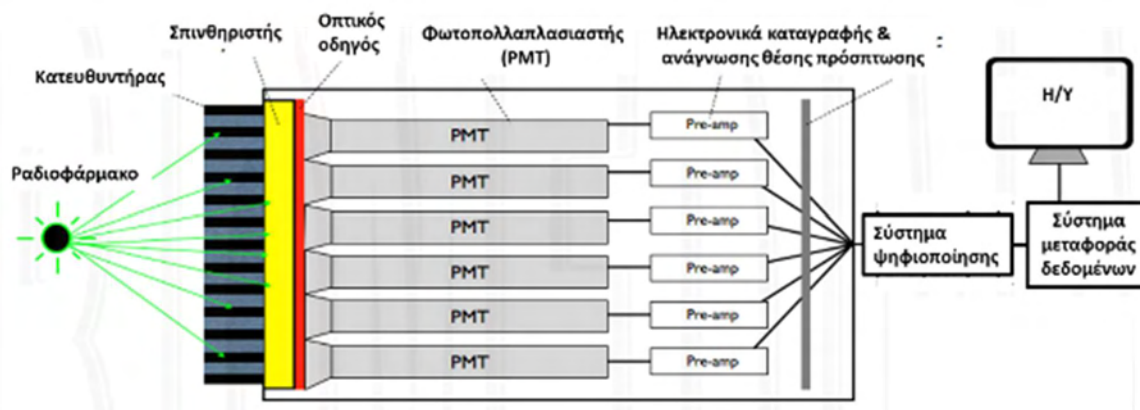 Οπτικός
οδηγός
Σπινθηριστής
Φωτοπολλαπλασιαστής
(PMT)
Ηλεκτρονικά καταγραφής &
ανάγνωσης θέσης πρόσπτωσης
Κατευθυντήρας
Ραδιοφάρμακο
PMT
Pre-amp
PMT
Pre-amp
PMT
Pre-amp
PMT
Pre-amp
PMT
Pre-amp
PMT
Pre-amp
Σύστημα
ψηφιοποίησης
Η/Υ
Σύστημα
μεταφοράς
δεδομένων